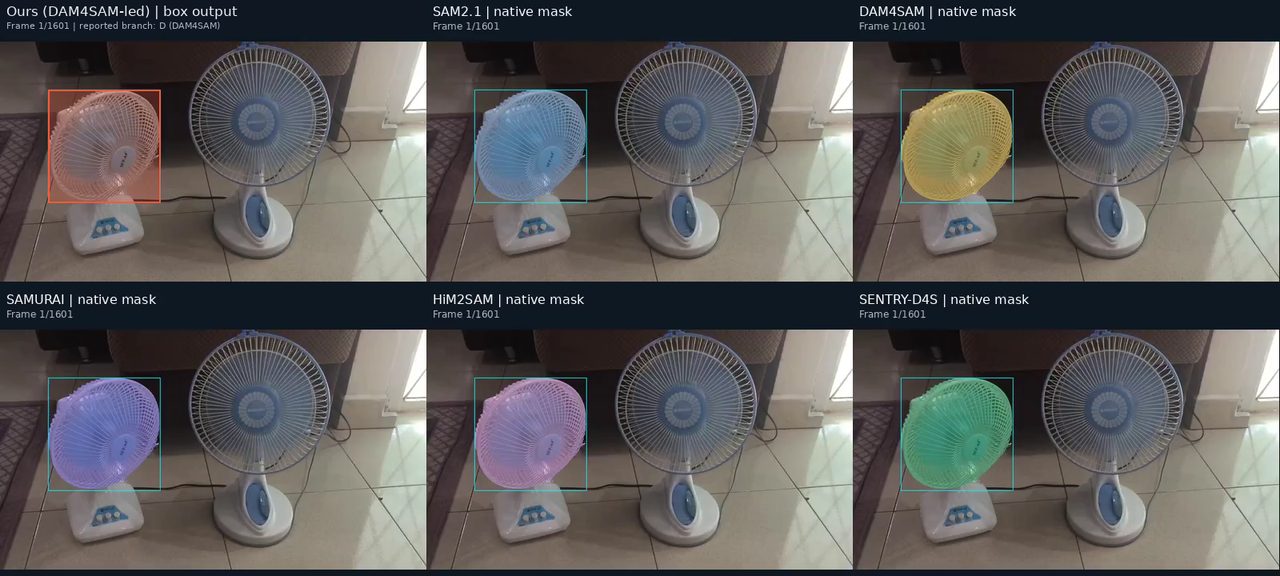 Ours (DAM4SAM-led) | box output
Frame 1/1601 | reported branch: D (DAM4SAM)
SAM2.1 | native mask
Frame 1/1601
DAM4SAM | native mask
Frame 1/1601
SAMURAI | native mask
Frame 1/1601
HiM2SAM | native mask
Frame 1/1601
SENTRY-D4S | native mask
Frame 1/1601